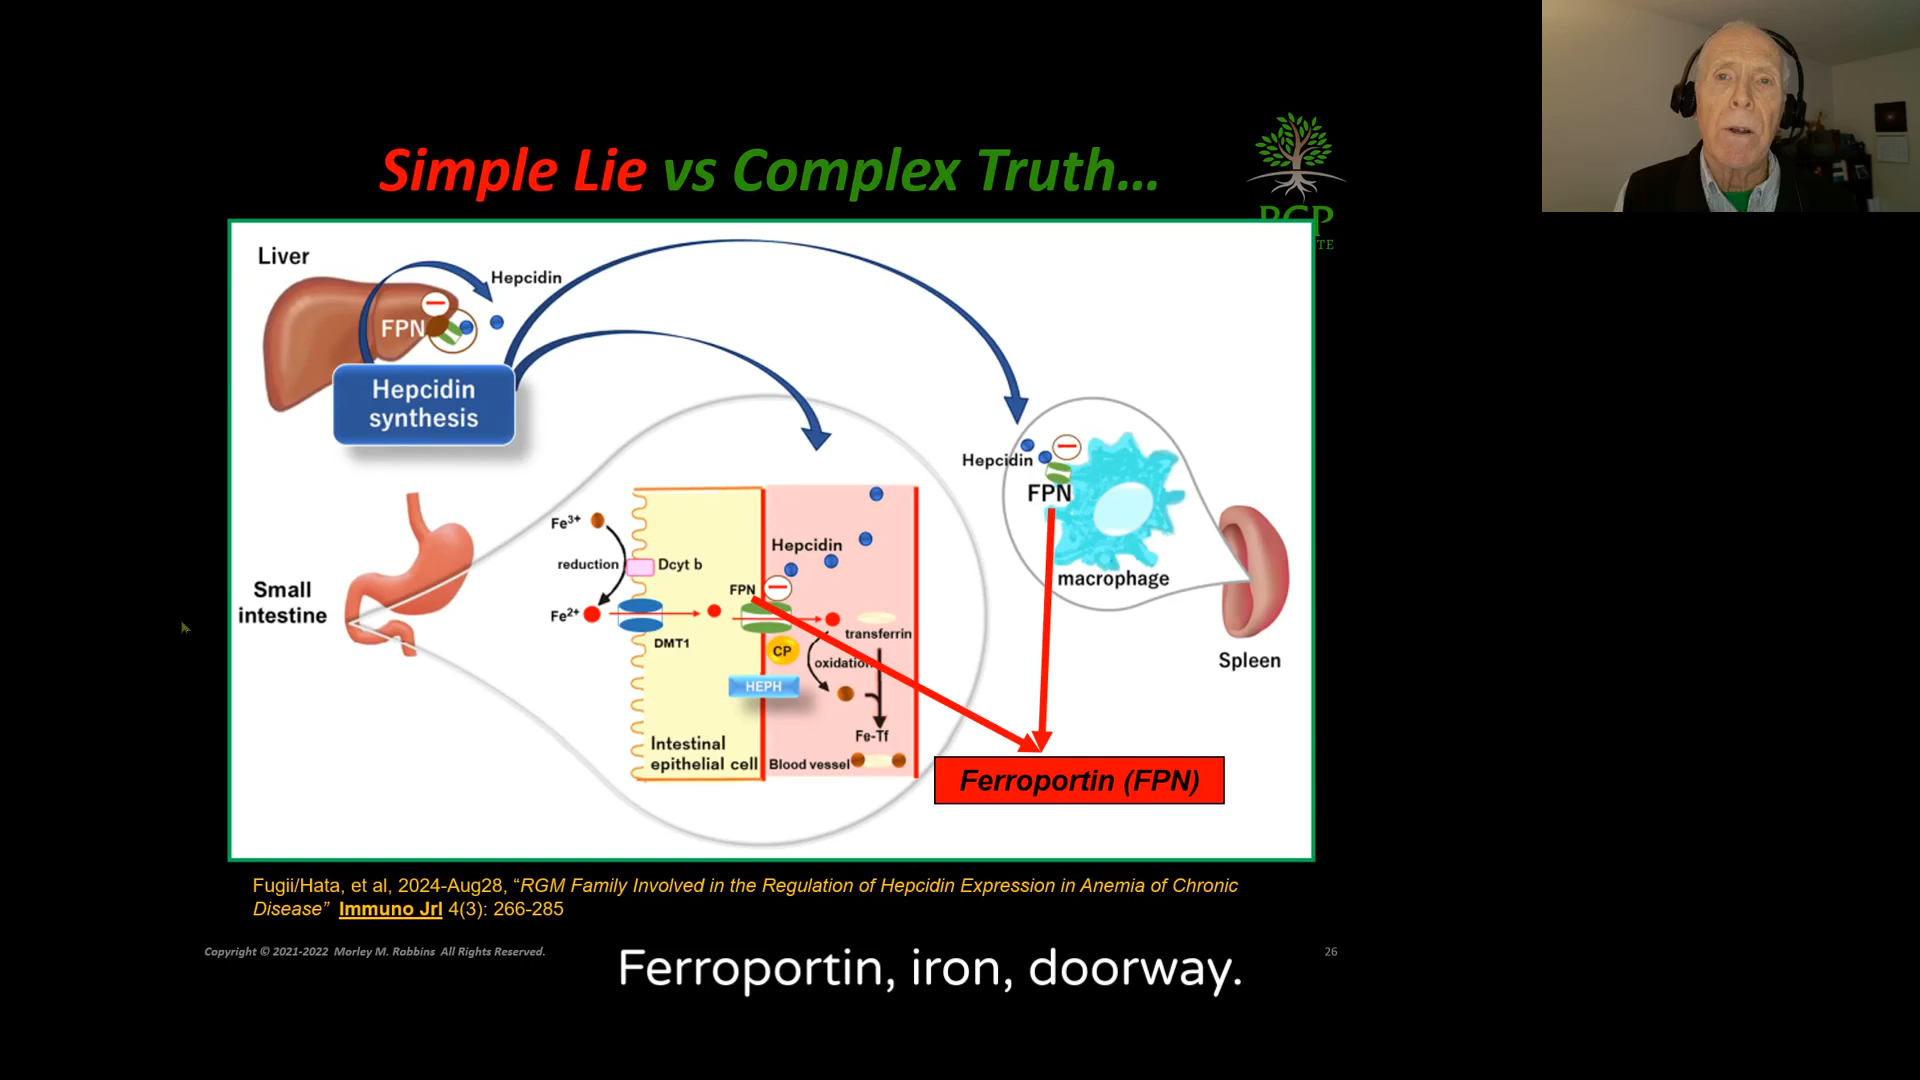 Simple Lie vs Complex Truth...
RGP
TE
Liver
Hepcidin
FPN
Hepcidin
synthesis
Hepcidin
FPN
macrophage
Small
intestine
Spleen
Fe3+
reduction
Dcyt b
Fe2+
DMT1
Hepcidin
FPN
CP
HEPH
transferrin
oxidation
Fe-Tf
Intestinal
epithelial cell
Blood vessel
Ferroportin (FPN)
Fugii/Hata, et al, 2024-Aug28, “RGM Family Involved in the Regulation of Hepcidin Expression in Anemia of Chronic
Disease” Immuno Jrl 4(3): 266-285
Copyright © 2021-2022 Morley M. Robbins All Rights Reserved.
26
Ferroportin, iron, doorway.